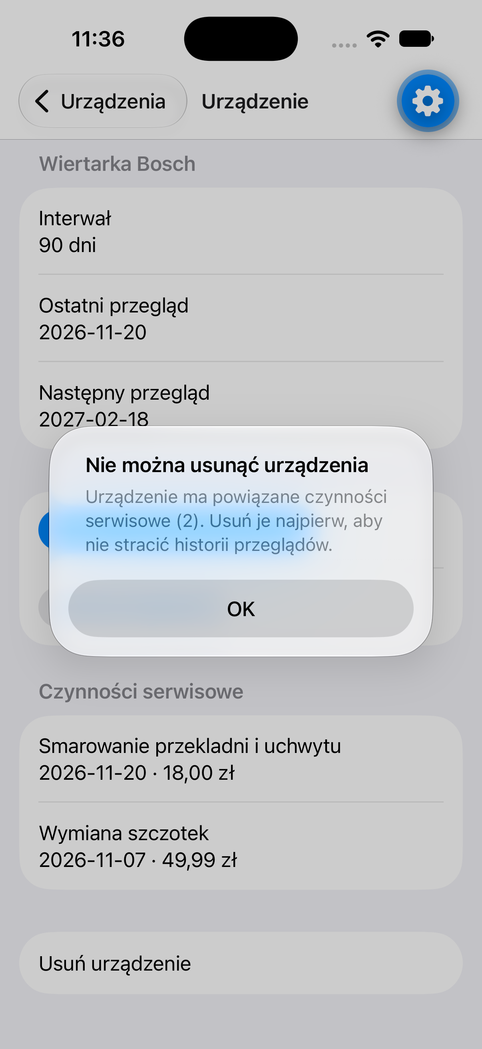 11:36
Urządzenia
Urządzenie
Wiertarka Bosch
Interwał
90 dni
Ostatni przegląd
2026-11-20
Następny przegląd
2027-02-18
Nie można usunąć urządzenia
Urządzenie ma powiązane czynności
serwisowe (2). Usuń je najpierw, aby
nie stracić historii przeglądów.
OK
Czynności serwisowe
Smarowanie przekladni i uchwytu
2026-11-20 · 18,00 zł
Wymiana szczotek
2026-11-07 · 49,99 zł
Usuń urządzenie